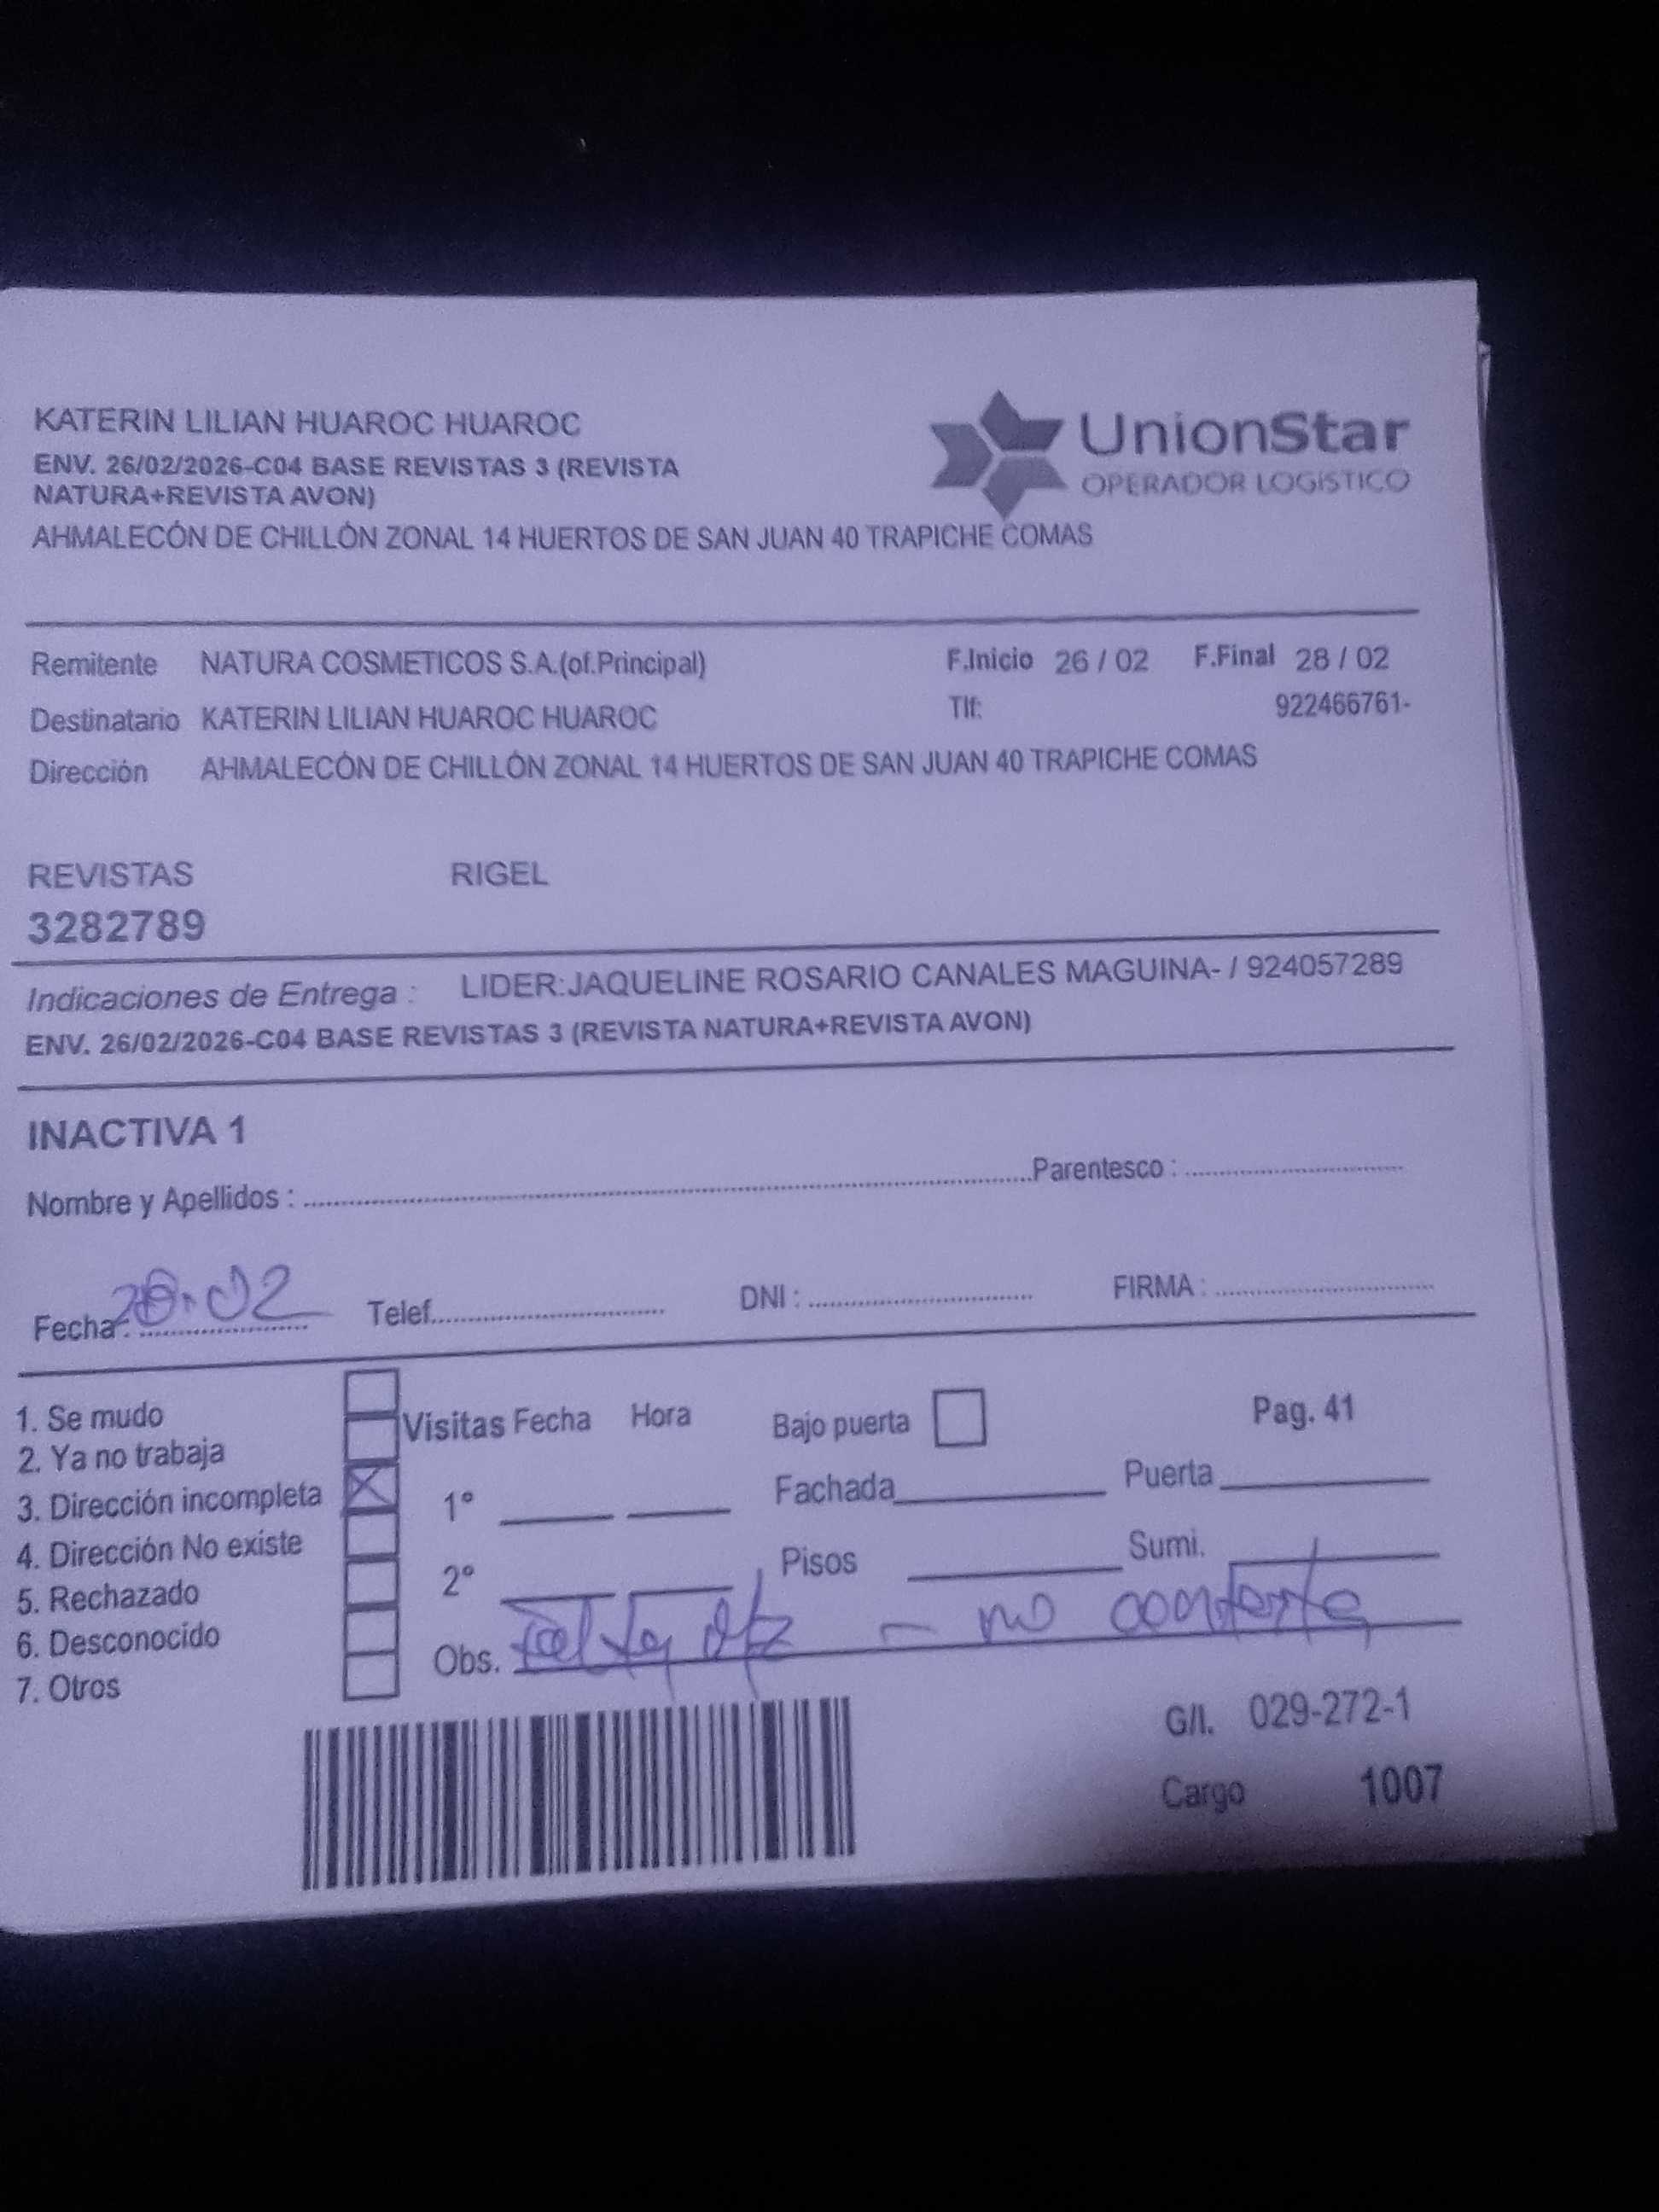 KATERIN LILIAN HUAROC HUAROC
ENV. 26/02/2026-C04 BASE REVISTAS 3 (REVISTA
NATURA+REVISTA AVON)
AHMALECÓN DE CHILLÓN ZONAL 14 HUERTOS DE SAN JUAN 40 TRAPICHE COMAS
UnionStar
OPERADOR LOGÍSTICO
Remitente NATURA COSMETICOS S.A.(of.Principal) F.Inicio 26 / 02 F.Final 28 / 02
Destinatario KATERIN LILIAN HUAROC HUAROC Tlf: 922466761-
Dirección AHMALECÓN DE CHILLÓN ZONAL 14 HUERTOS DE SAN JUAN 40 TRAPICHE COMAS
REVISTAS RIGEL
3282789
Indicaciones de Entrega : LIDER:JAQUELINE ROSARIO CANALES MAGUINA- / 924057289
ENV. 26/02/2026-C04 BASE REVISTAS 3 (REVISTA NATURA+REVISTA AVON)
INACTIVA 1
Nombre y Apellidos : Parentesco :
Fecha: Telef. DNI : FIRMA :
1. Se mudo
2. Ya no trabaja
3. Dirección incompleta
4. Dirección No existe
5. Rechazado
6. Desconocido
7. Otros
Visitas Fecha Hora Bajo puerta Pag. 41
1° Fachada Puerta
2° Pisos Sumi.
Obs. falta - no contesta
G/I. 029-272-1
Cargo 1007